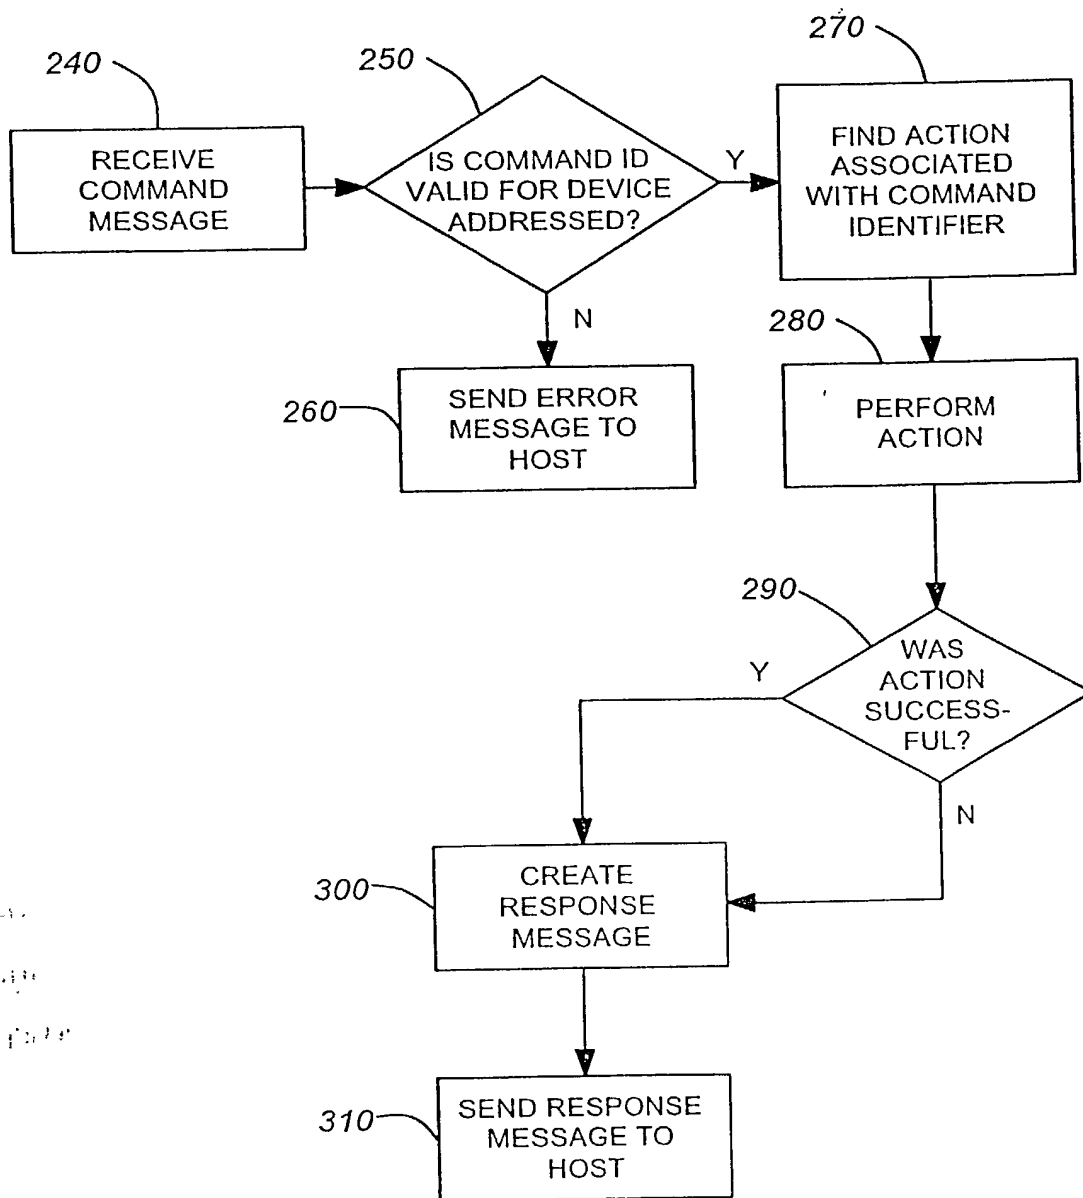 240
RECEIVE
COMMAND
MESSAGE
250
IS COMMAND ID
VALID FOR DEVICE
ADDRESSED?
Y
N
260
SEND ERROR
MESSAGE TO
HOST
270
FIND ACTION
ASSOCIATED
WITH COMMAND
IDENTIFIER
280
PERFORM
ACTION
290
WAS
ACTION
SUCCESS-
FUL?
Y
N
300
CREATE
RESPONSE
MESSAGE
310
SEND RESPONSE
MESSAGE TO
HOST